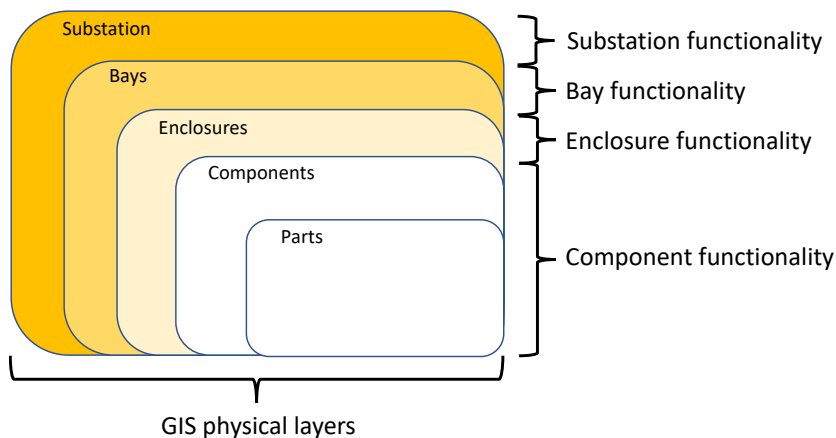 Substation
Substation functionality
Bays
Bay functionality
Enclosures
Enclosure functionality
Components
Parts
Component functionality
GIS physical layers